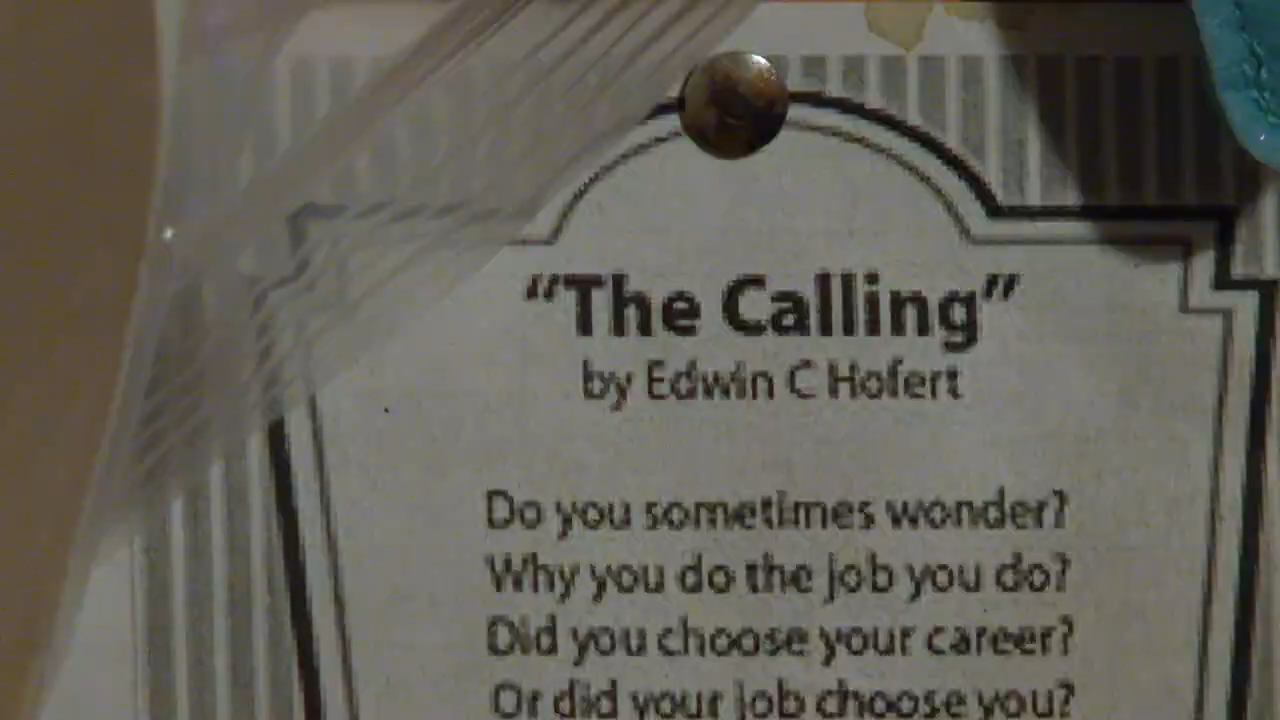 “The Calling”
by Edwin C Hofert
Do you sometimes wonder?
Why you do the job you do?
Did you choose your career?
Or did your job choose you?